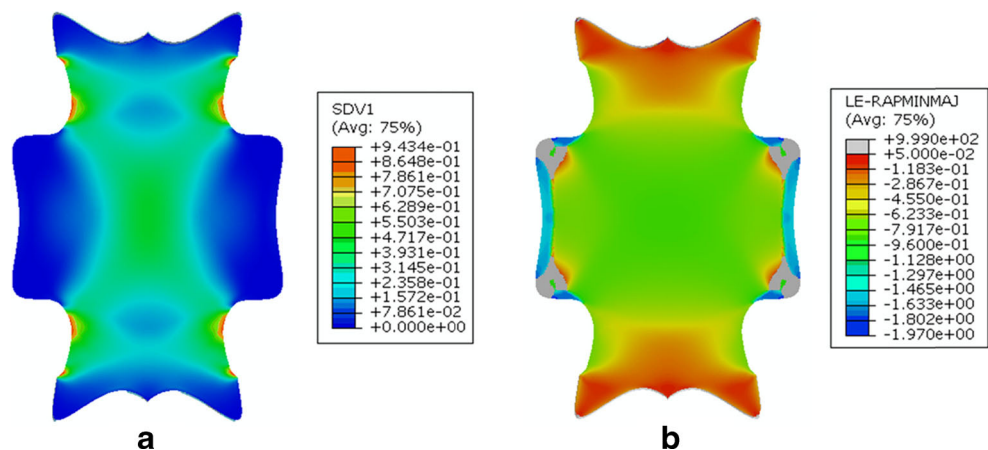 SDV1
(Avg: 75%)
+9.434e-01
+8.648e-01
+7.861e-01
+7.075e-01
+6.289e-01
+5.503e-01
+4.717e-01
+3.931e-01
+3.145e-01
+2.358e-01
+1.572e-01
+7.861e-02
+0.000e+00
a
LE-RAPMINMAJ
(Avg: 75%)
+9.990e+02
+5.000e-02
-1.183e-01
-2.867e-01
-4.550e-01
-6.233e-01
-7.917e-01
-9.600e-01
-1.128e+00
-1.297e+00
-1.465e+00
-1.633e+00
-1.802e+00
-1.970e+00
b